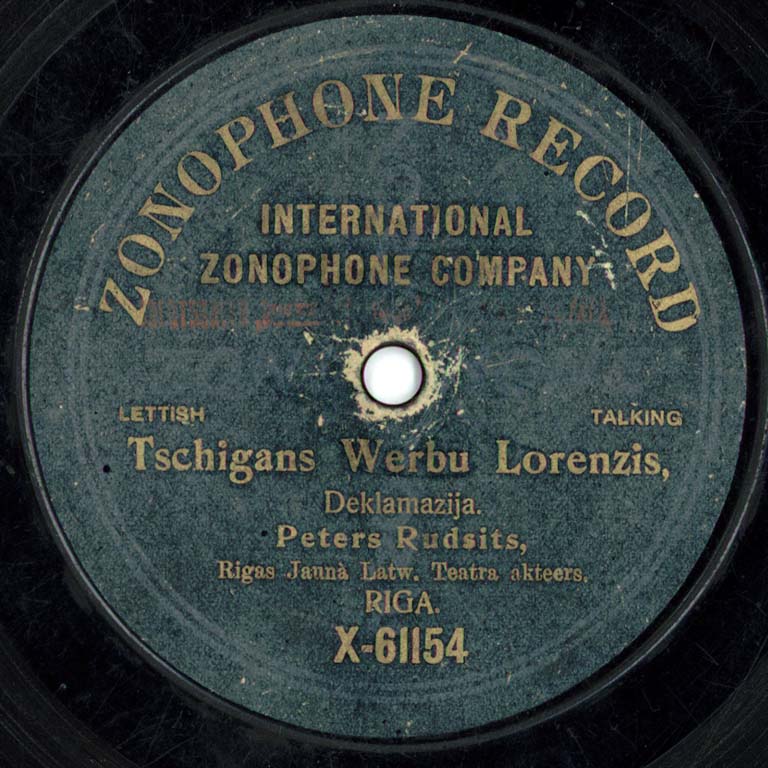 ZONOPHONE RECORD
INTERNATIONAL
ZONOPHONE COMPANY
LETTISH TALKING
Tschigans Werbu Lorenzis,
Deklamazija.
Peters Rudsits,
Rigas Jaunà Latw. Teatra akteers.
RIGA.
X-61154